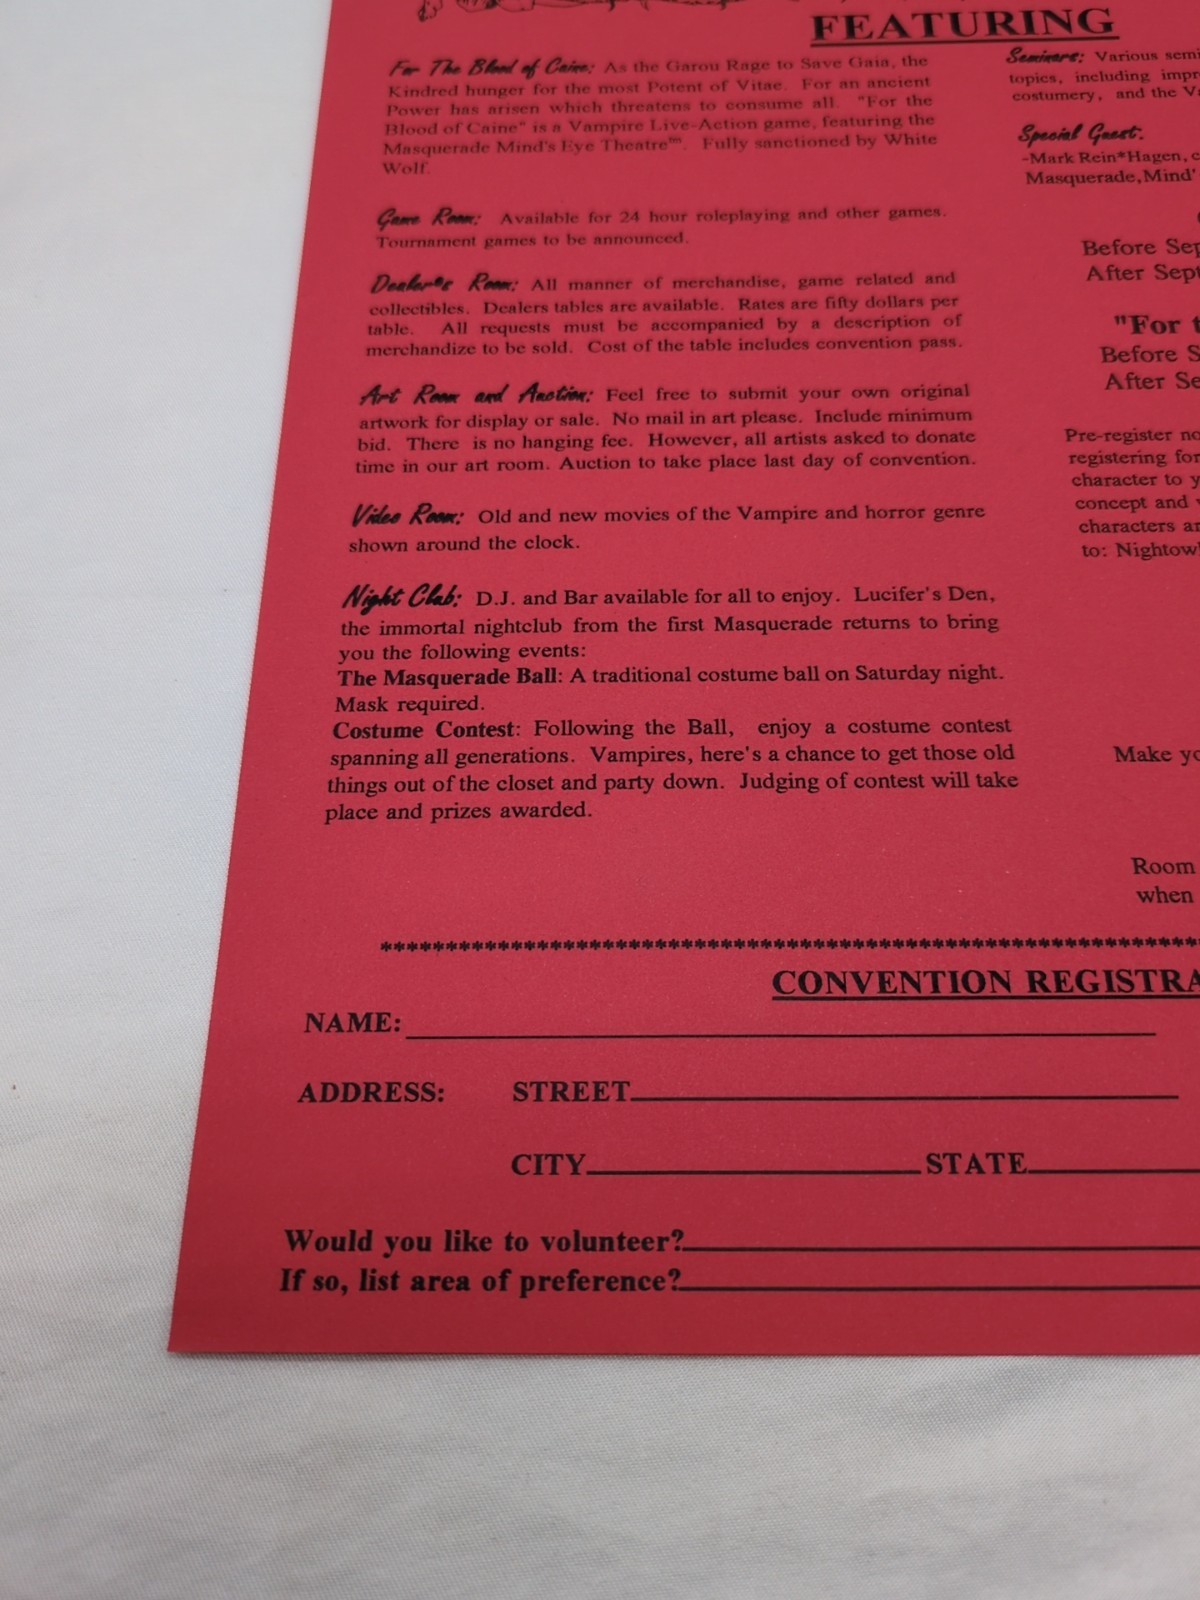 FEATURING
For The Blood of Caine: As the Garou Rage to Save Gaia, the
Kindred hunger for the most Potent of Vitae. For an ancient
Power has arisen which threatens to consume all. "For the
Blood of Caine" is a Vampire Live-Action game, featuring the
Masquerade Mind's Eye Theatre℠. Fully sanctioned by White
Wolf.
Game Room: Available for 24 hour roleplaying and other games.
Tournament games to be announced.
Dealer's Room: All manner of merchandise, game related and
collectibles. Dealers tables are available. Rates are fifty dollars per
table. All requests must be accompanied by a description of
merchandize to be sold. Cost of the table includes convention pass.
Art Room and Auction: Feel free to submit your own original
artwork for display or sale. No mail in art please. Include minimum
bid. There is no hanging fee. However, all artists asked to donate
time in our art room. Auction to take place last day of convention.
Video Room: Old and new movies of the Vampire and horror genre
shown around the clock.
Night Club: D.J. and Bar available for all to enjoy. Lucifer's Den,
the immortal nightclub from the first Masquerade returns to bring
you the following events:
The Masquerade Ball: A traditional costume ball on Saturday night.
Mask required.
Costume Contest: Following the Ball, enjoy a costume contest
spanning all generations. Vampires, here's a chance to get those old
things out of the closet and party down. Judging of contest will take
place and prizes awarded.
Seminars: Various semi
topics, including impr
costumery, and the Va
Special Guest:
-Mark Rein*Hagen, c
Masquerade,Mind'
Before Sep
After Sept
"For t
Before S
After Se
Pre-register no
registering for
character to y
concept and
characters ar
to: Nightowl
Make yo
Room
when
CONVENTION REGISTRA
NAME:
ADDRESS: STREET
CITY STATE
Would you like to volunteer?
If so, list area of preference?